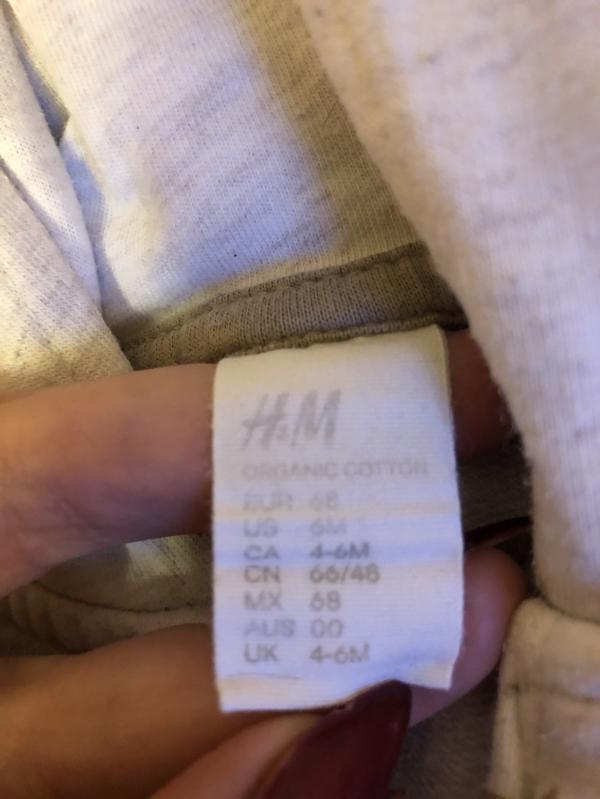 H&M
ORGANIC COTTON
EUR 68
US 6M
CA 4-6M
CN 66/48
MX 68
AUS 00
UK 4-6M